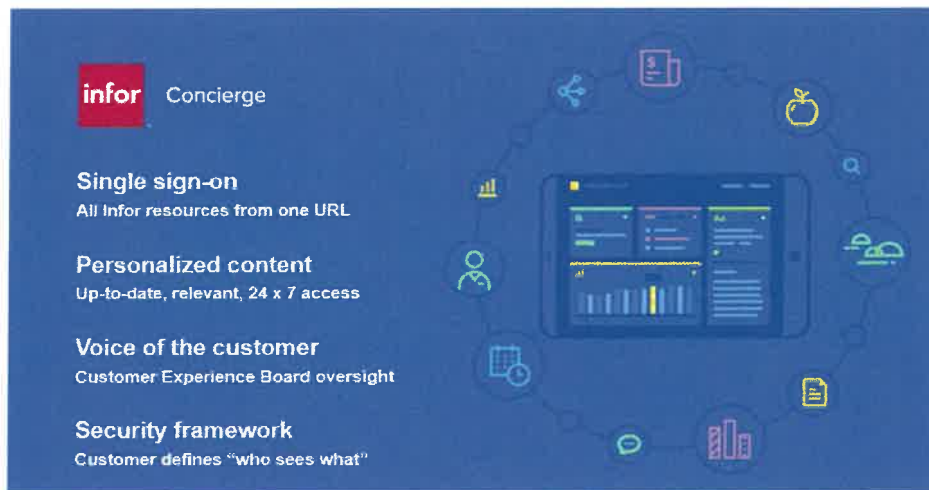 infor Concierge
Single sign-on
All Infor resources from one URL
Personalized content
Up-to-date, relevant, 24 x 7 access
Voice of the customer
Customer Experience Board oversight
Security framework
Customer defines “who sees what”